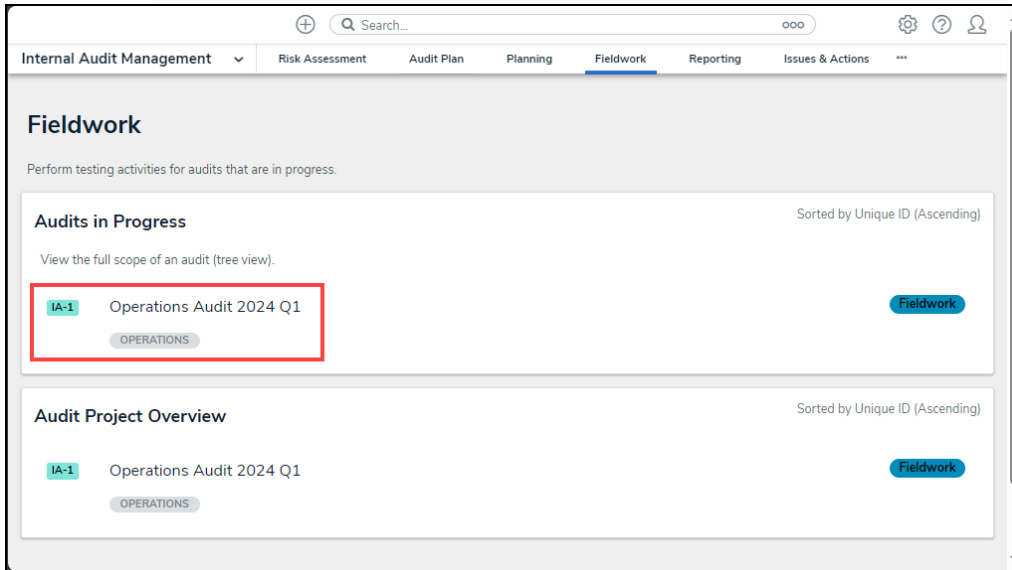 Search... ooo
Internal Audit Management Risk Assessment Audit Plan Planning Fieldwork Reporting Issues & Actions
Fieldwork
Perform testing activities for audits that are in progress.
Audits in Progress Sorted by Unique ID (Ascending)
View the full scope of an audit (tree view).
IA-1 Operations Audit 2024 Q1 Fieldwork
OPERATIONS
Audit Project Overview Sorted by Unique ID (Ascending)
IA-1 Operations Audit 2024 Q1 Fieldwork
OPERATIONS